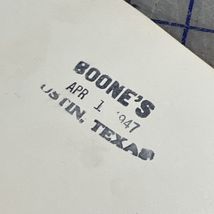 BOONE'S
APR 1 1947
USTIN, TEXAS